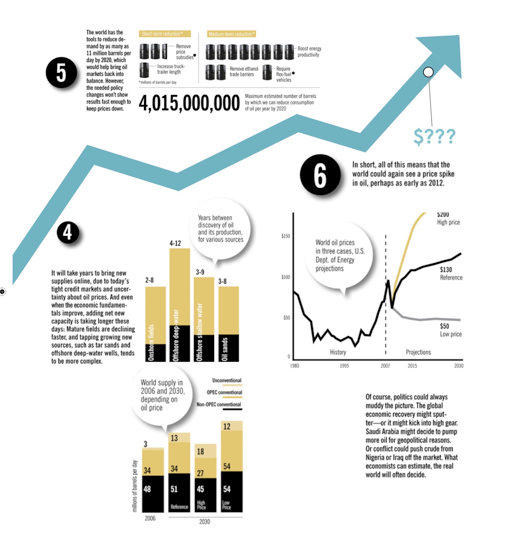 The world has the
tools to reduce de-
mand by as many as
11 million barrels per
day by 2020, which
would help bring oil
markets back into
balance. However,
the needed policy
changes won't show
results fast enough to
keep prices down.
5
Short-term reduction*
Medium-term reduction*
Remove
price
subsidies
Increase truck-
trailer length
*millions of barrels per day
Boost energy
productivity
Remove ethanol
trade barriers
Require
flex-fuel
vehicles
4,015,000,000
Maximum estimated number of barrels
by which we can reduce consumption
of oil per year by 2020
$???
6
In short, all of this means that the
world could again see a price spike
in oil, perhaps as early as 2012.
4
It will take years to bring new
supplies online, due to today's
tight credit markets and uncer-
tainty about oil prices. And even
when the economic fundamen-
tals improve, adding net new
capacity is taking longer these
days: Mature fields are declining
faster, and tapping growing new
sources, such as tar sands and
offshore deep-water wells, tends
to be more complex.
Years between
discovery of oil
and its production,
for various sources
2-8
4-12
3-9
3-8
Onshore fields
Offshore deep water
Offshore shallow water
Oil sands
World oil prices
in three cases, U.S.
Dept. of Energy
projections
$150
$100
$50
0
$200
High price
$130
Reference
$50
Low price
History
Projections
1980
1995
2007
2015
2030
World supply in
2006 and 2030,
depending on
oil price
Unconventional
OPEC conventional
Non-OPEC conventional
millions of barrels per day
3
13
18
12
34
34
27
54
48
51
45
54
Reference
High
Price
Low
Price
2006
2030
Of course, politics could always
muddy the picture. The global
economic recovery might sput-
ter—or it might kick into high gear.
Saudi Arabia might decide to pump
more oil for geopolitical reasons.
Or conflict could push crude from
Nigeria or Iraq off the market. What
economists can estimate, the real
world will often decide.